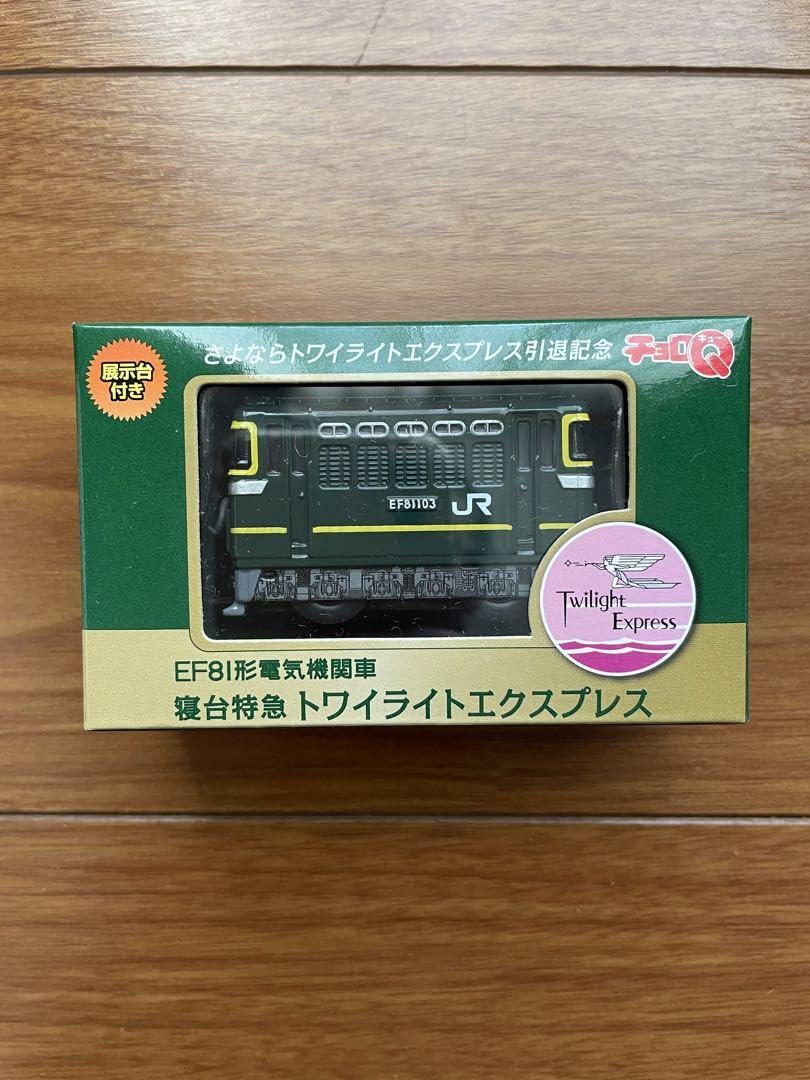 さよならトワイライトエクスプレス引退記念
チョロQ
キュー
®
展示台
付き
EF81103
JR
Twilight
Express
EF81形電気機関車
寝台特急 トワイライトエクスプレス